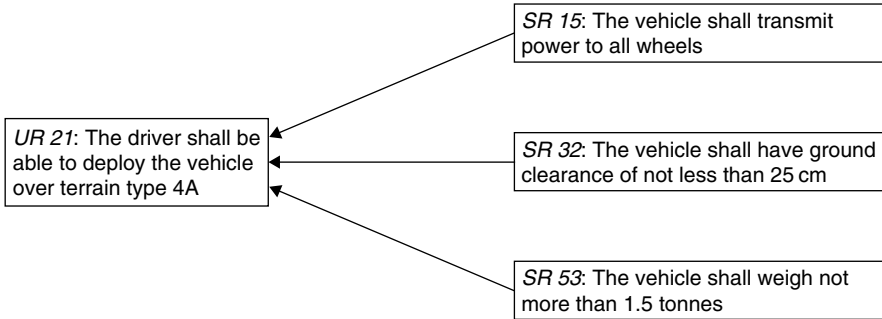 SR 15: The vehicle shall transmit
power to all wheels
UR 21: The driver shall be
able to deploy the vehicle
over terrain type 4A
SR 32: The vehicle shall have ground
clearance of not less than 25 cm
SR 53: The vehicle shall weigh not
more than 1.5 tonnes